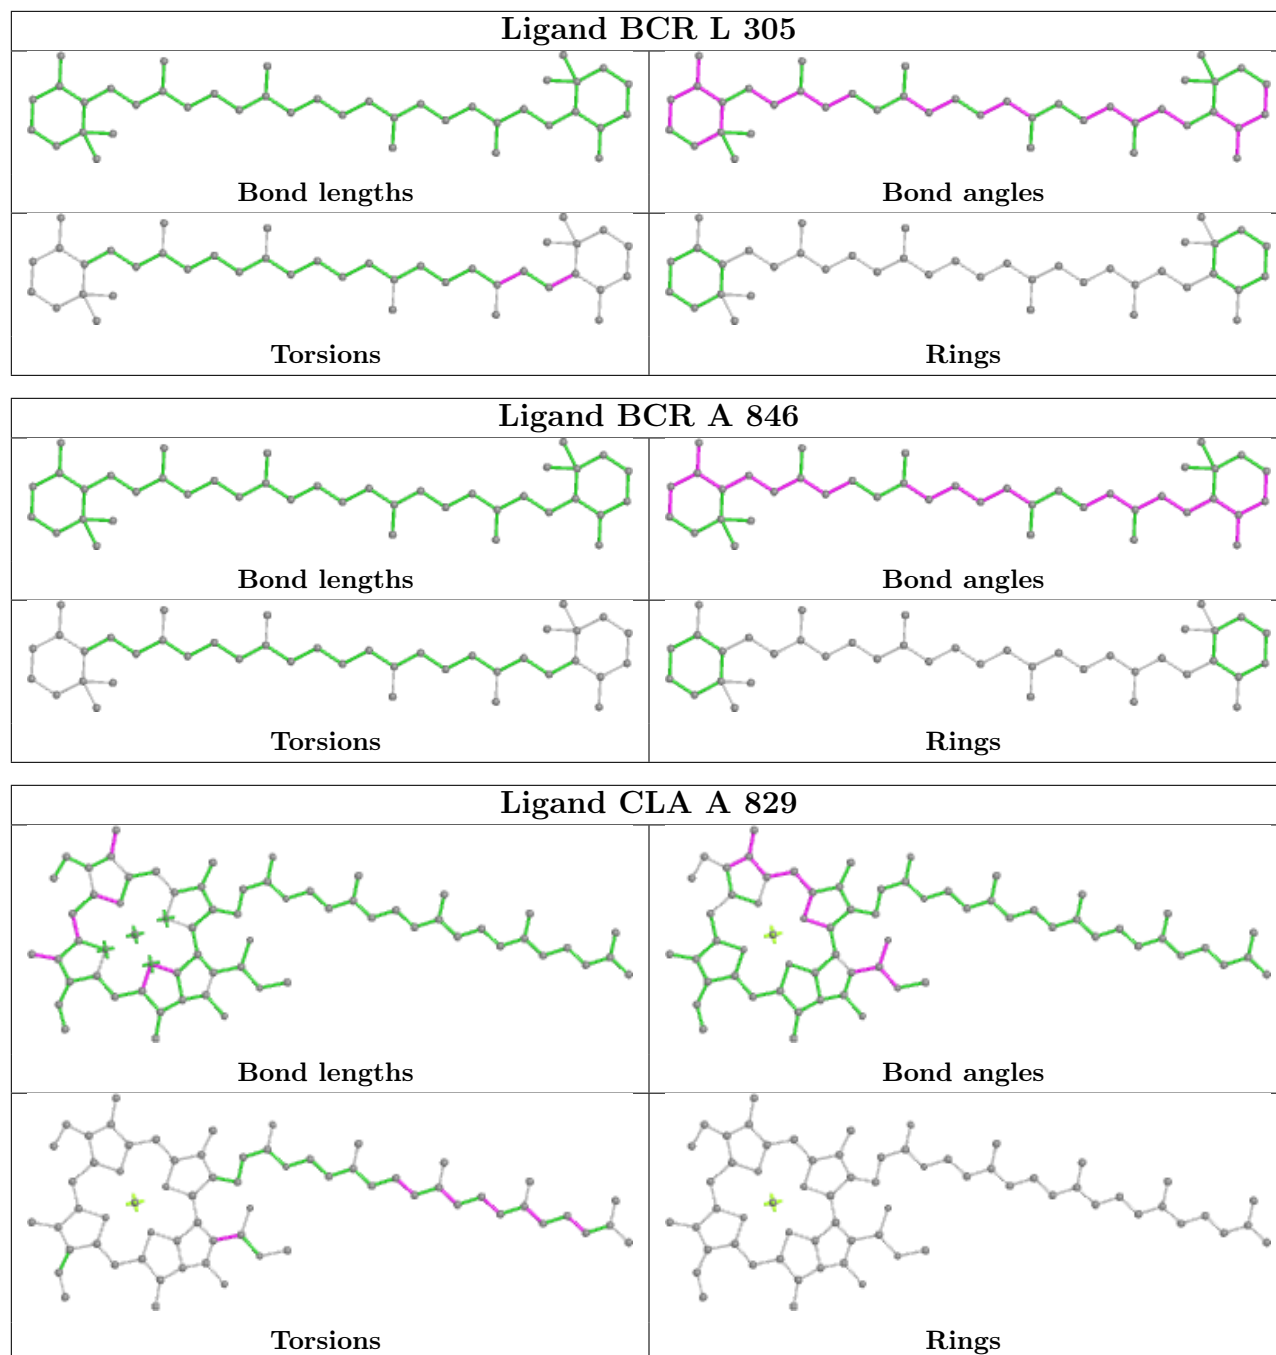 Ligand BCR L 305
Bond lengths
Bond angles
Torsions
Rings
Ligand BCR A 846
Bond lengths
Bond angles
Torsions
Rings
Ligand CLA A 829
Bond lengths
Bond angles
Torsions
Rings